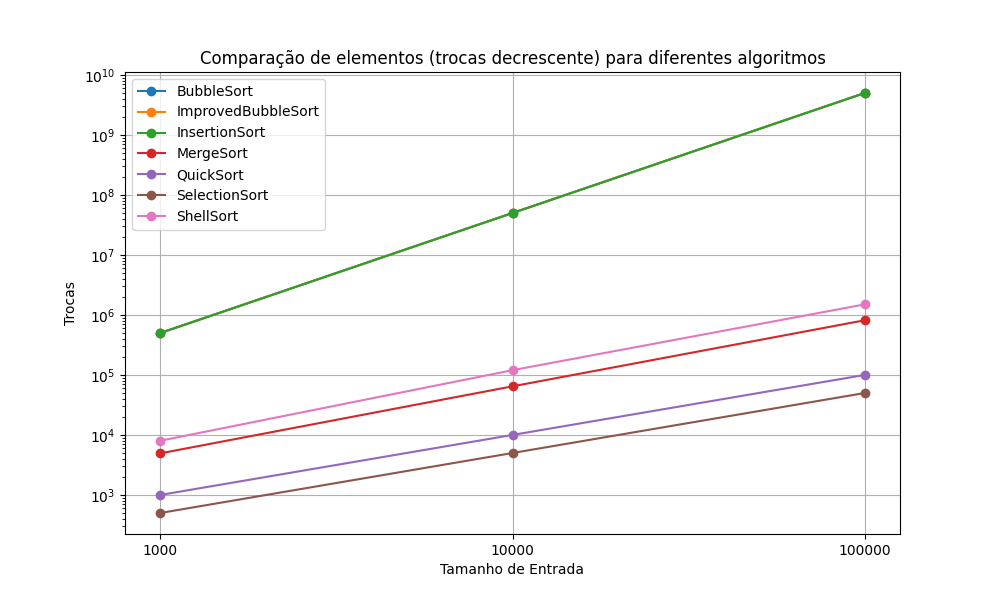 Comparação de elementos (trocas decrescente) para diferentes algoritmos
BubbleSort
ImprovedBubbleSort
InsertionSort
MergeSort
QuickSort
SelectionSort
ShellSort
Trocas
10^10
10^9
10^8
10^7
10^6
10^5
10^4
10^3
1000 10000 100000
Tamanho de Entrada